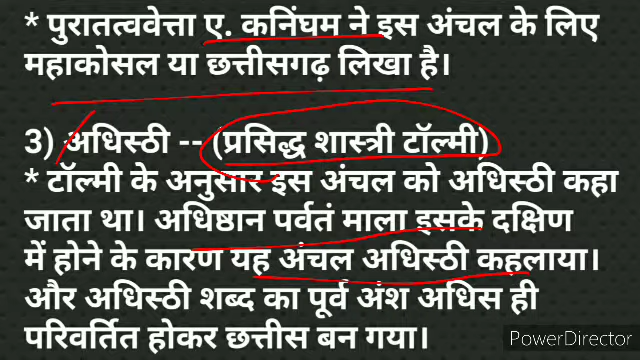 * पुरातत्ववेत्ता ए. कनिंघम ने इस अंचल के लिए
महाकोसल या छत्तीसगढ़ लिखा है।
3) अधिस्ठी -- (प्रसिद्ध शास्त्री टॉल्मी)
* टॉल्मी के अनुसार इस अंचल को अधिस्ठी कहा
जाता था। अधिष्ठान पर्वतं माला इसके दक्षिण
में होने के कारण यह अंचल अधिस्ठी कहलाया।
और अधिस्ठी शब्द का पूर्व अंश अधिस ही
परिवर्तित होकर छत्तीस बन गया।
PowerDirector